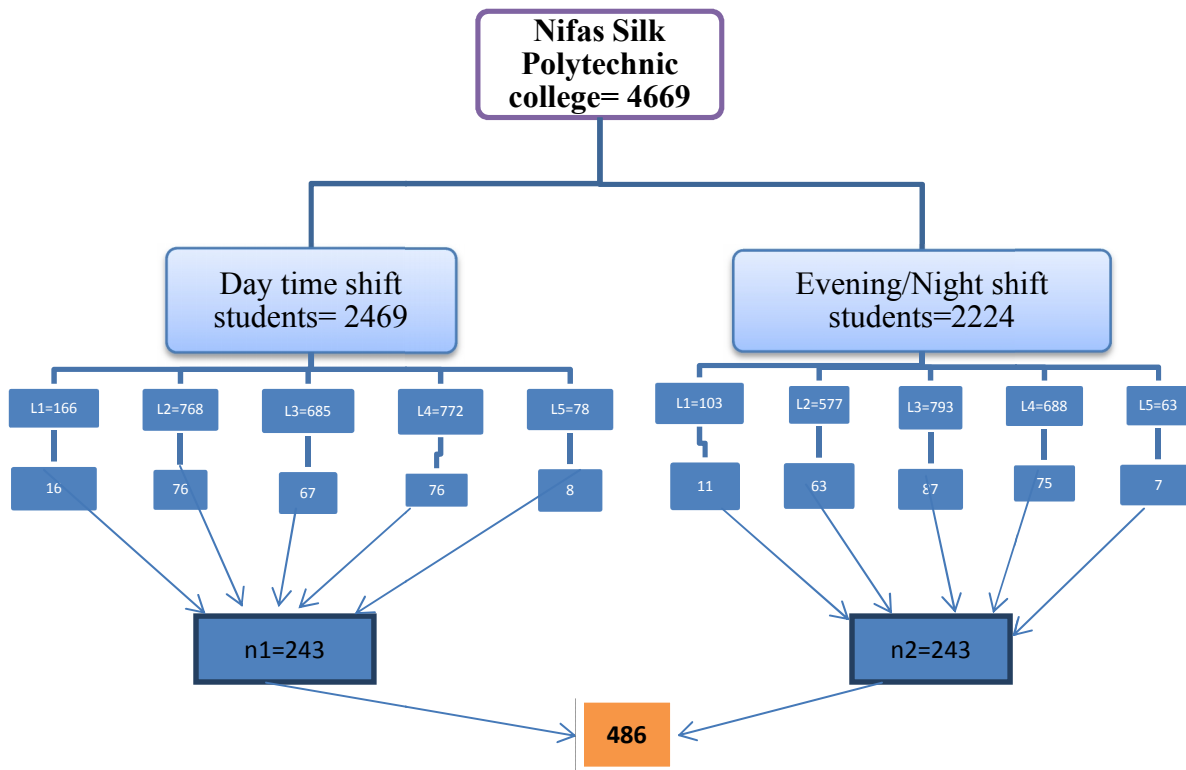 Nifas Silk
Polytechnic
college= 4669
Day time shift
students= 2469
Evening/Night shift
students=2224
L1=166
L2=768
L3=685
L4=772
L5=78
L1=103
L2=577
L3=793
L4=688
L5=63
16
76
67
76
8
11
63
87
75
7
n1=243
n2=243
486